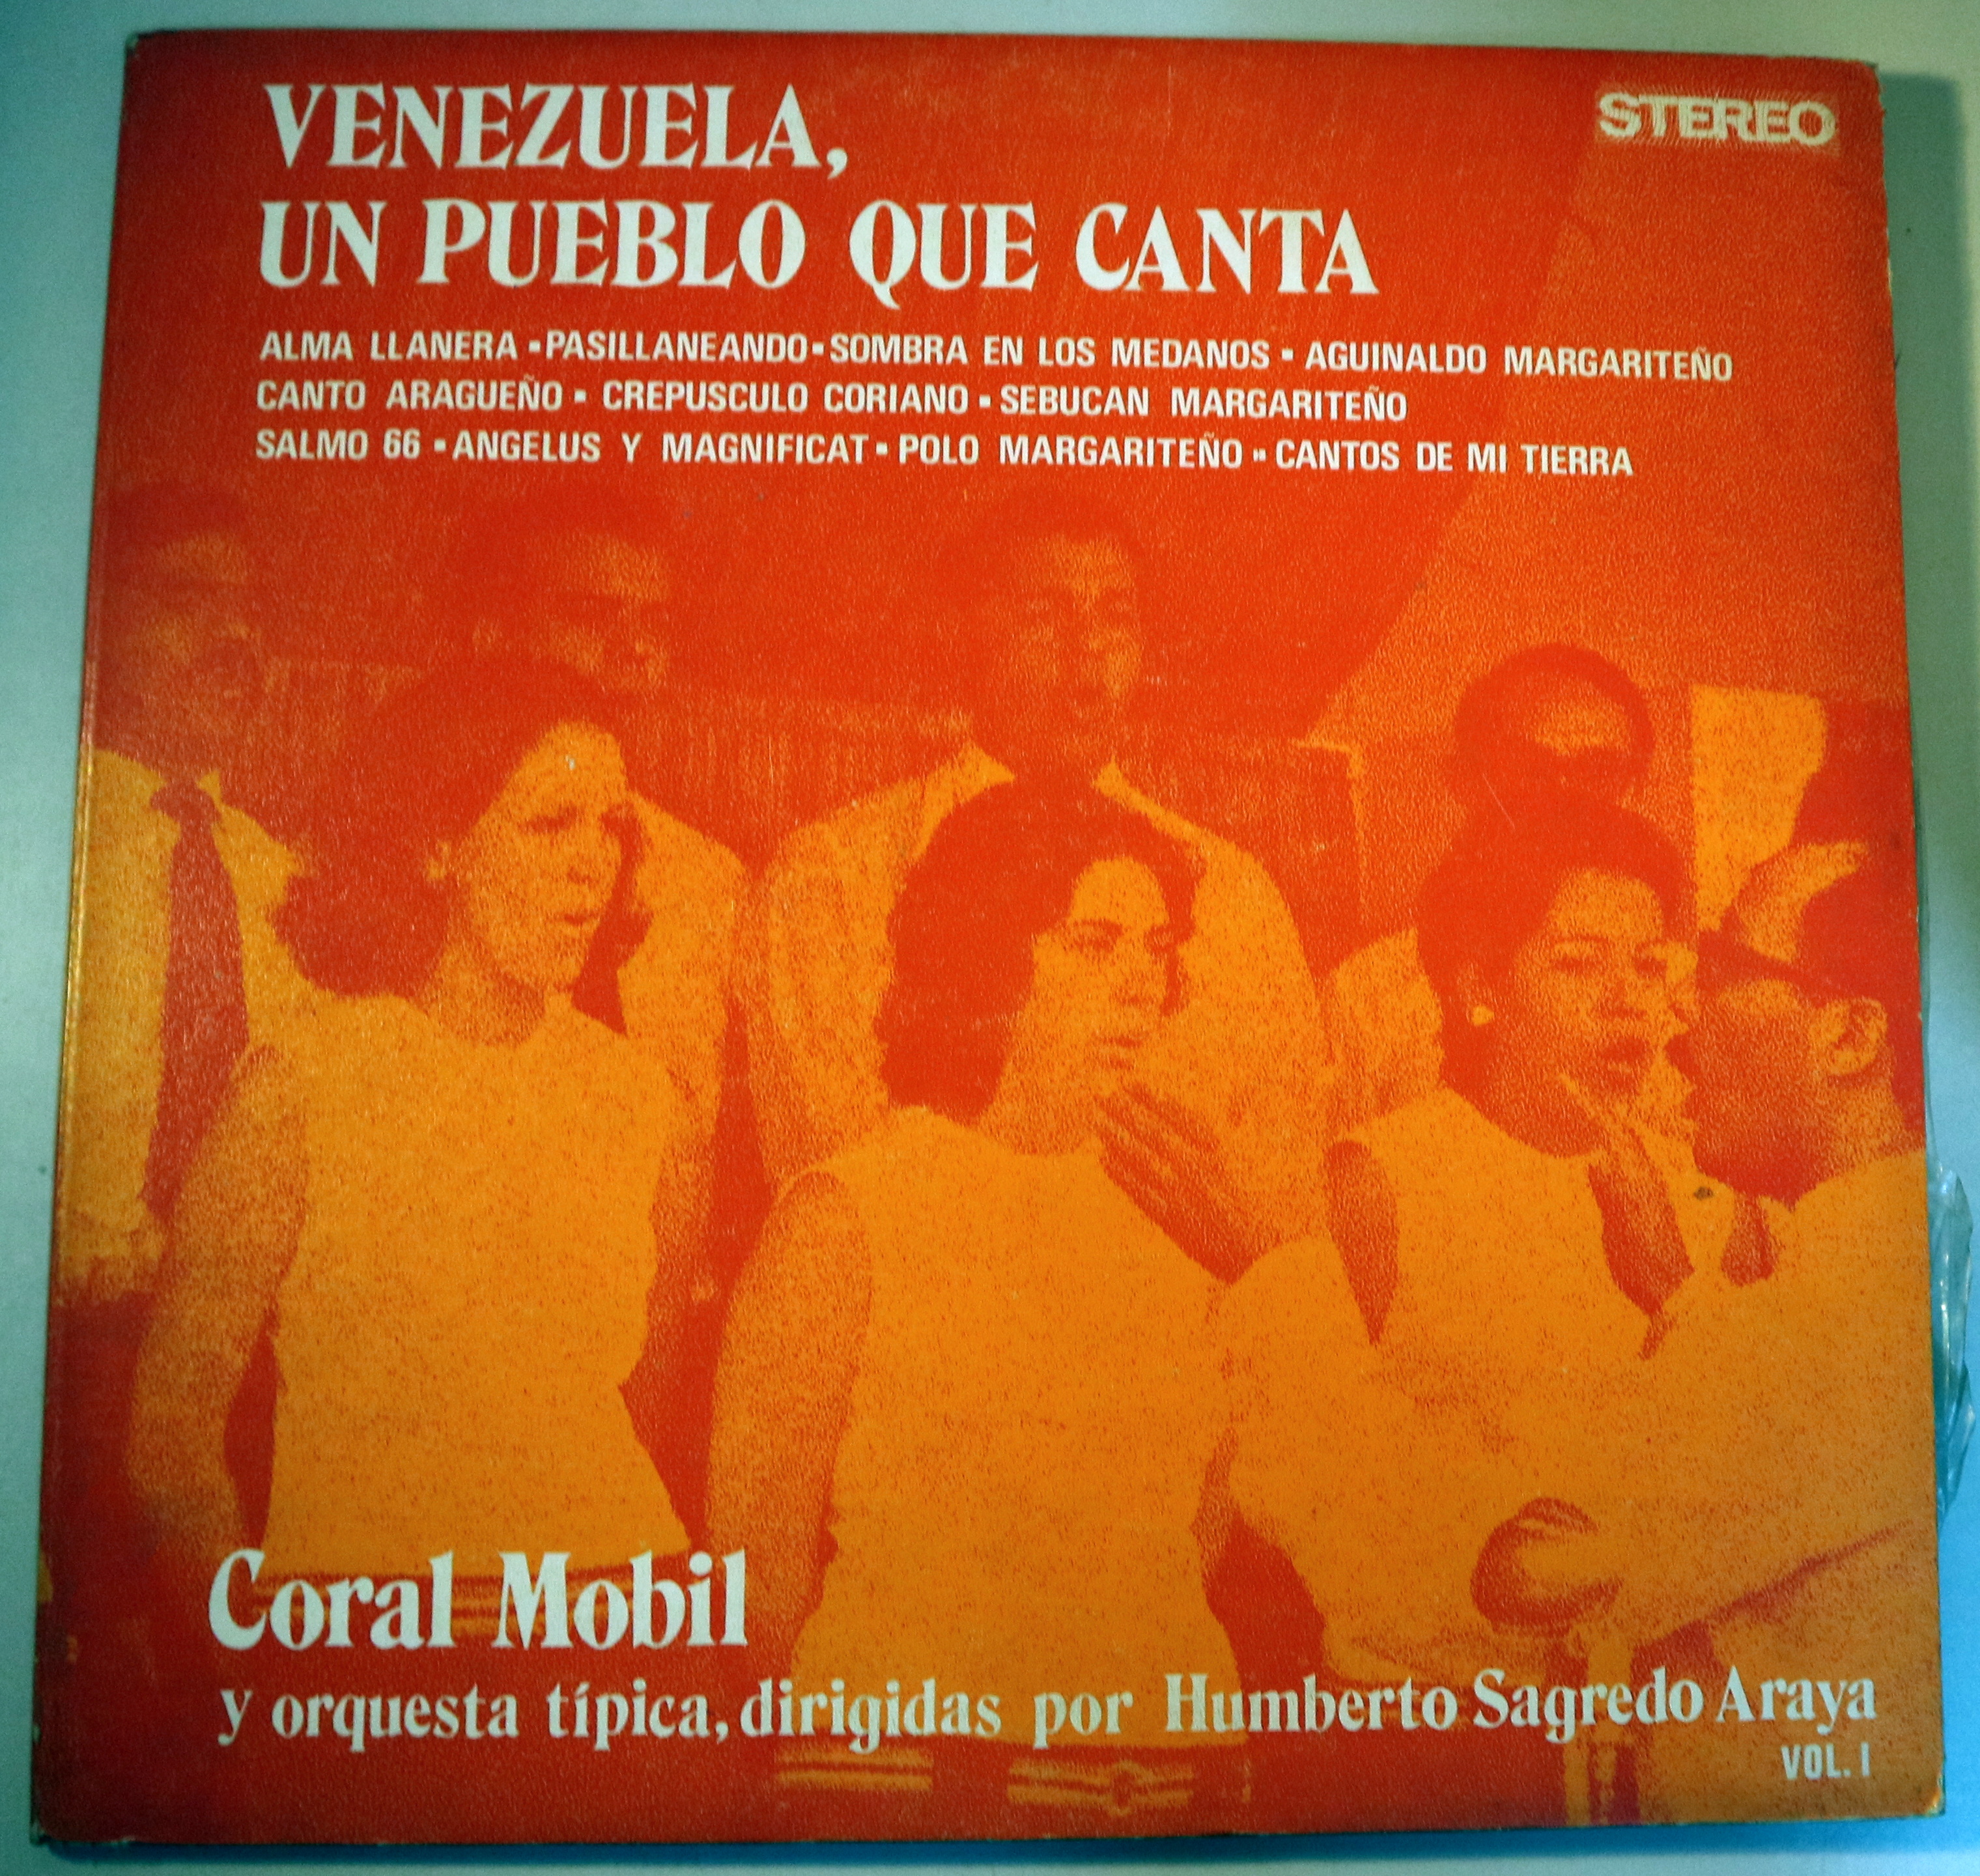 VENEZUELA,
STEREO
UN PUEBLO QUE CANTA
ALMA LLANERA ▪ PASILLANEANDO ▪ SOMBRA EN LOS MEDANOS ▪ AGUINALDO MARGARITEÑO
CANTO ARAGUEÑO ▪ CREPUSCULO CORIANO ▪ SEBUCAN MARGARITEÑO
SALMO 66 ▪ ANGELUS Y MAGNIFICAT ▪ POLO MARGARITEÑO ▪ CANTOS DE MI TIERRA
Coral Mobil
y orquesta típica, dirigidas por Humberto Sagredo Araya
VOL. I